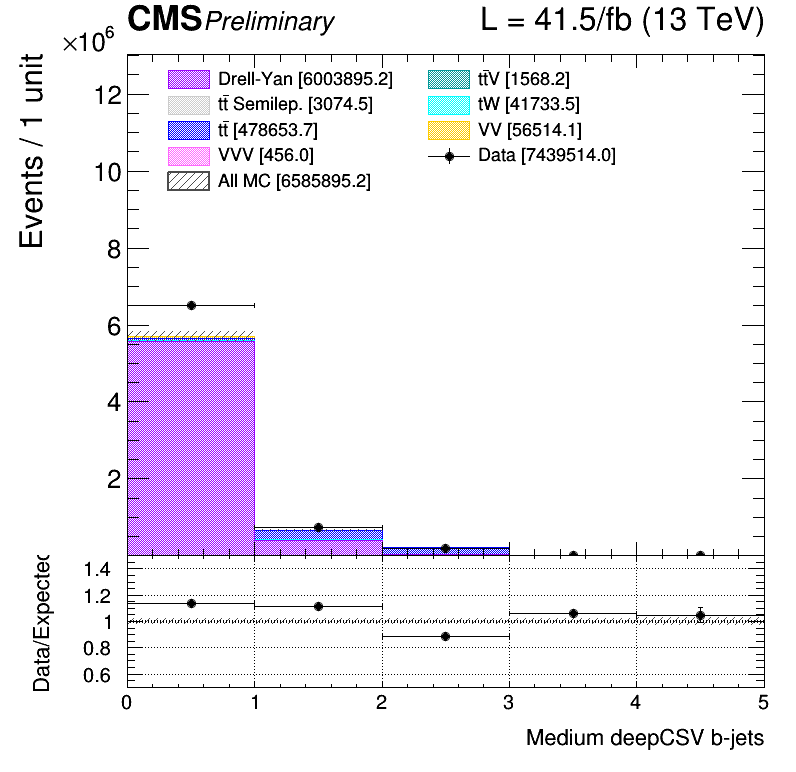 CMS Preliminary L = 41.5/fb (13 TeV)
×10⁶
Events / 1 unit
12
10
8
6
4
2
Drell-Yan [6003895.2]
tt̄ Semilep. [3074.5]
tt̄ [478653.7]
VVV [456.0]
All MC [6585895.2]
tt̄V [1568.2]
tW [41733.5]
VV [56514.1]
Data [7439514.0]
Data/Expected
1.4
1.2
1
0.8
0.6
0 1 2 3 4 5
Medium deepCSV b-jets